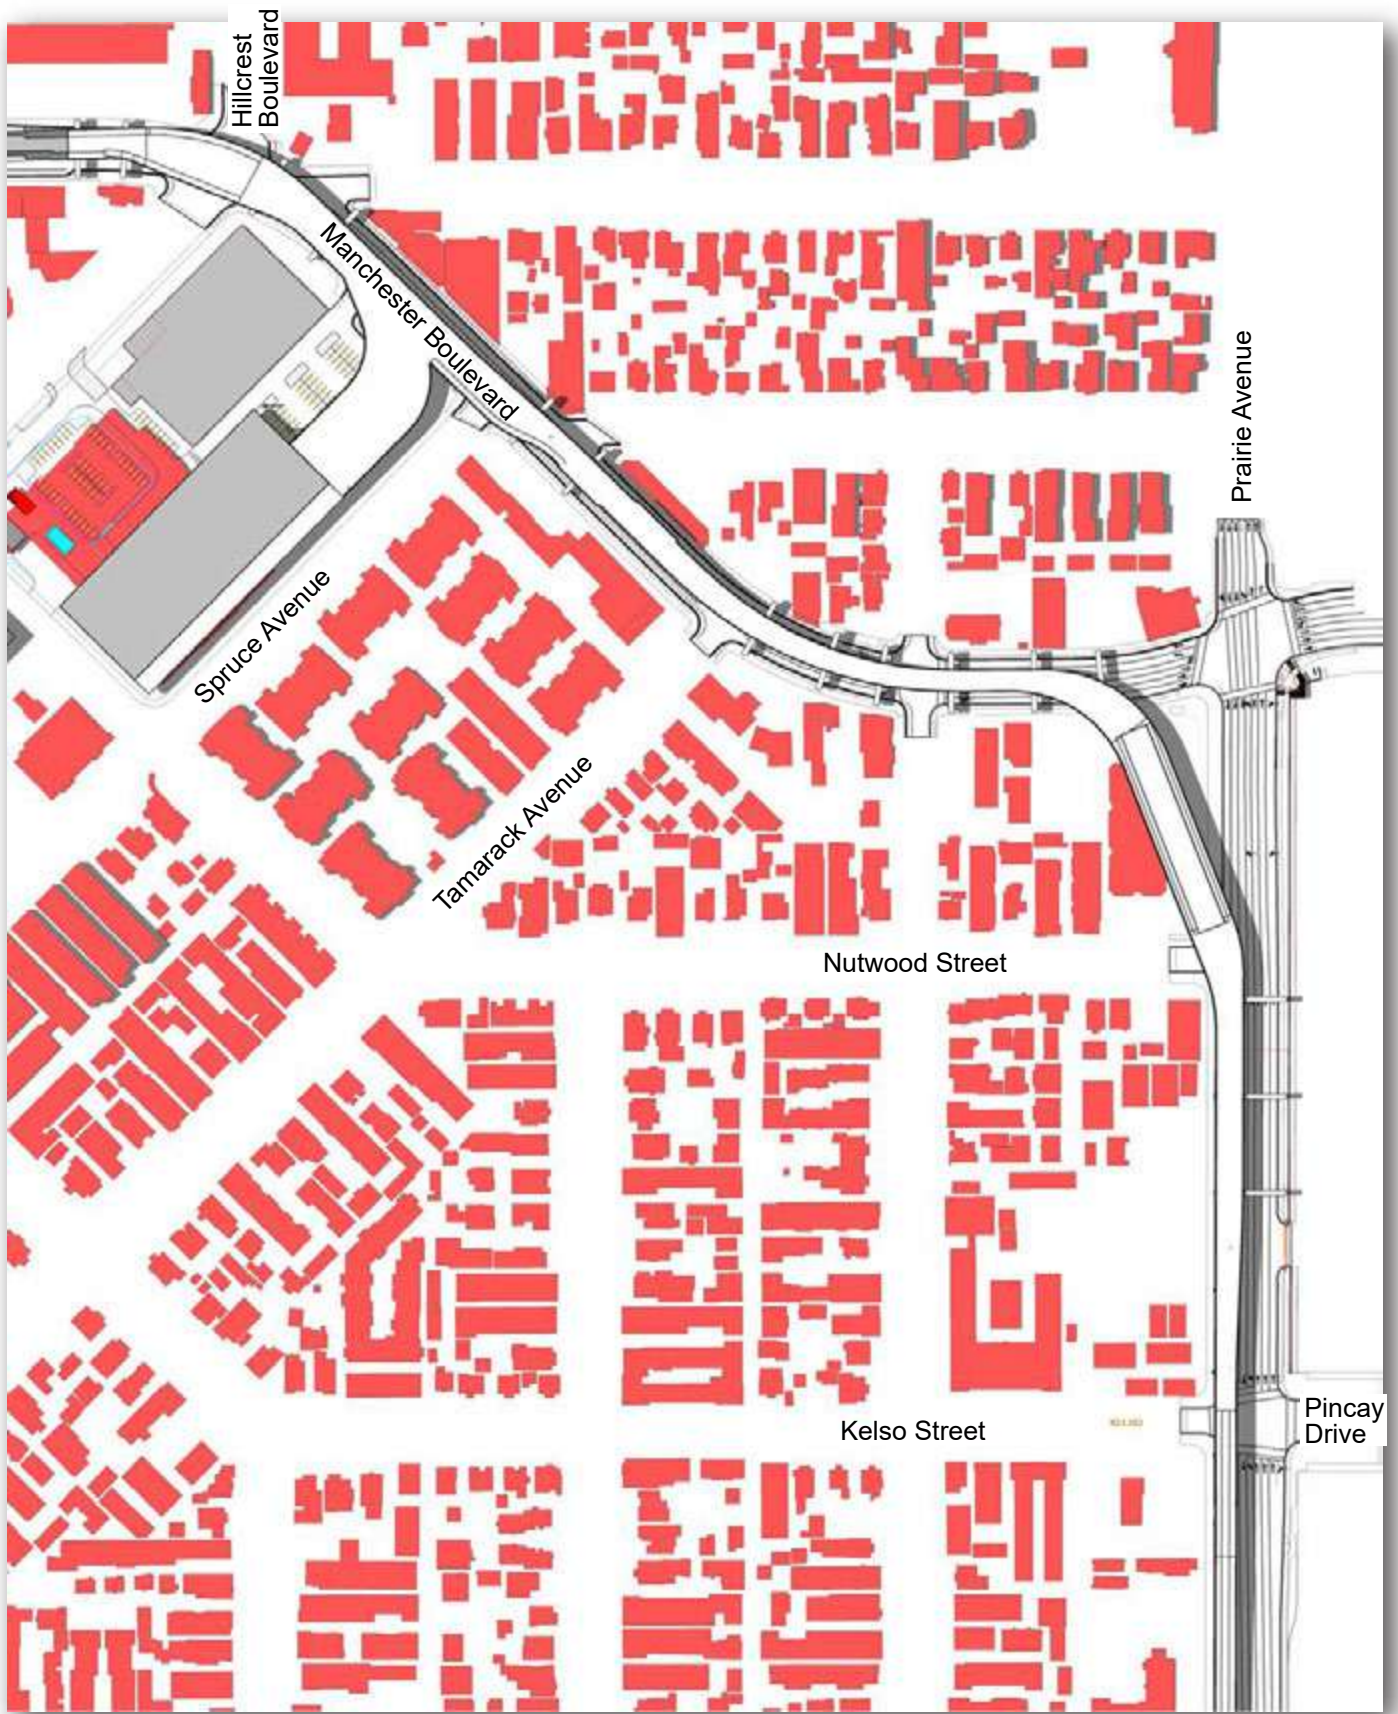 Hillcrest
Boulevard
Manchester Boulevard
Prairie Avenue
Spruce Avenue
Tamarack Avenue
Nutwood Street
Kelso Street
Pincay
Drive